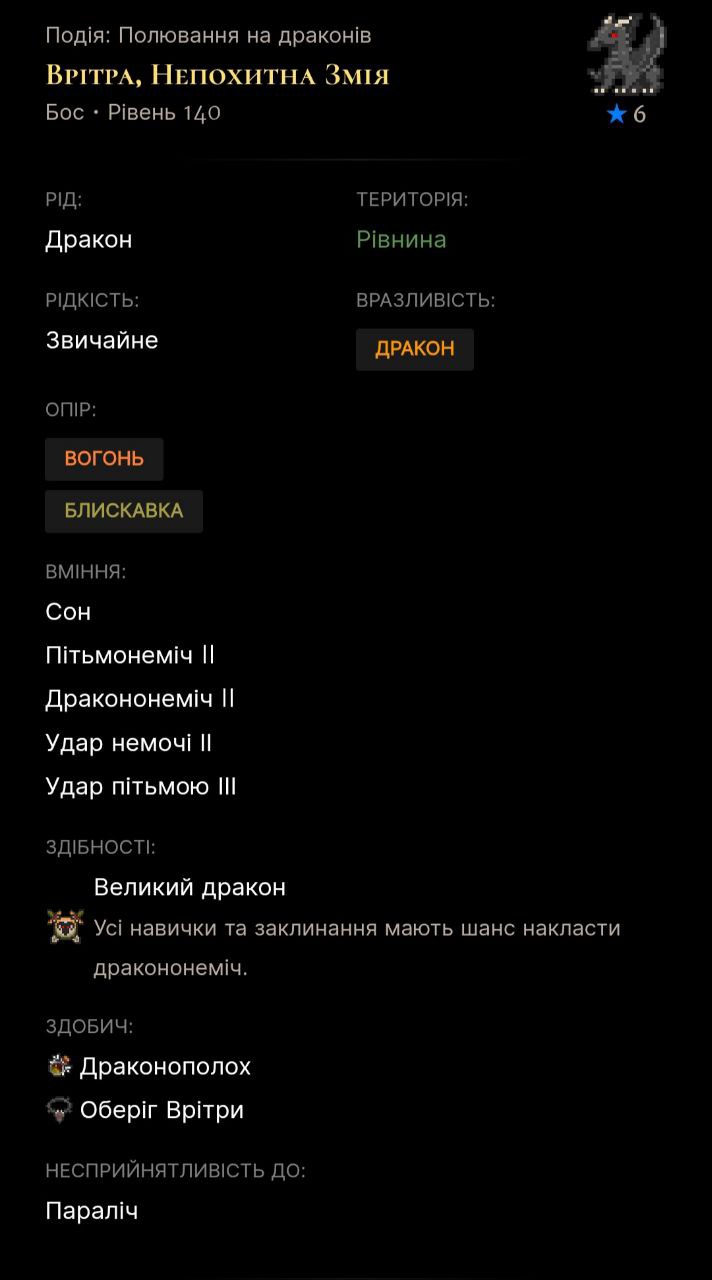 Подія: Полювання на драконів
Врітра, Непохитна Змія
Бос • Рівень 140
★ 6
РІД:
ТЕРИТОРІЯ:
Дракон
Рівнина
РІДКІСТЬ:
ВРАЗЛИВІСТЬ:
Звичайне
ДРАКОН
ОПІР:
ВОГОНЬ
БЛИСКАВКА
ВМІННЯ:
Сон
Пітьмонеміч II
Дракононеміч II
Удар немочі II
Удар пітьмою III
ЗДІБНОСТІ:
Великий дракон
Усі навички та заклинання мають шанс накласти
дракононеміч.
ЗДОБИЧ:
Драконополох
Оберіг Врітри
НЕСПРИЙНЯТЛИВІСТЬ ДО:
Параліч